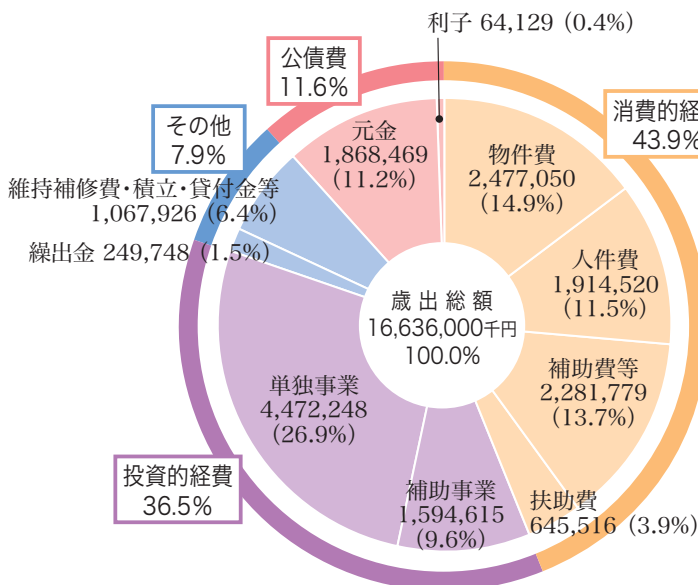 利子 64,129 (0.4%)
公債費
11.6%
消費的経
43.9%
その他
7.9%
元金
1,868,469
(11.2%)
物件費
2,477,050
(14.9%)
維持補修費・積立・貸付金等
1,067,926 (6.4%)
繰出金 249,748 (1.5%)
人件費
1,914,520
(11.5%)
歳出総額
16,636,000千円
100.0%
補助費等
2,281,779
(13.7%)
単独事業
4,472,248
(26.9%)
投資的経費
36.5%
補助事業
1,594,615
(9.6%)
扶助費
645,516 (3.9%)